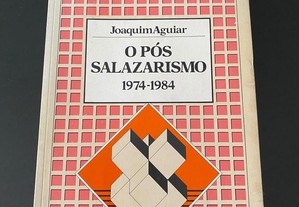 Joaquim Aguiar
O PÓS
SALAZARISMO
1974-1984